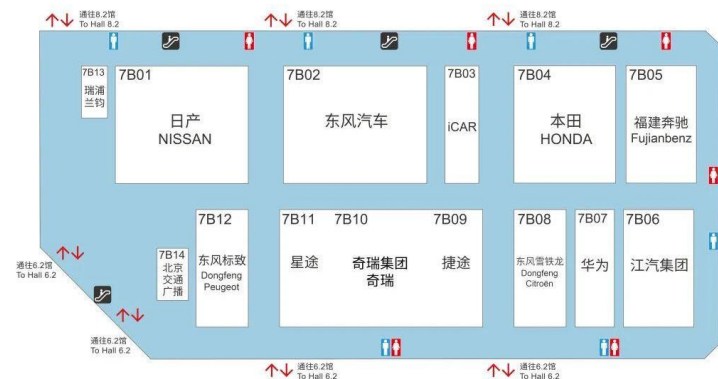 通往8.2馆
To Hall 8.2
通往8.2馆
To Hall 8.2
通往8.2馆
To Hall 8.2
7B13
瑞浦
兰钧
7B01
日产
NISSAN
7B02
东风汽车
7B03
iCAR
7B04
本田
HONDA
7B05
福建奔驰
Fujianbenz
7B14
北京
交通
广播
7B12
东风标致
Dongfeng
Peugeot
7B11
星途
7B10
奇瑞集团
奇瑞
7B09
捷途
7B08
东风雪铁龙
Dongfeng
Citroën
7B07
华为
7B06
江汽集团
通往6.2馆
To Hall 6.2
通往6.2馆
To Hall 6.2
通往6.2馆
To Hall 6.2
通往6.2馆
To Hall 6.2